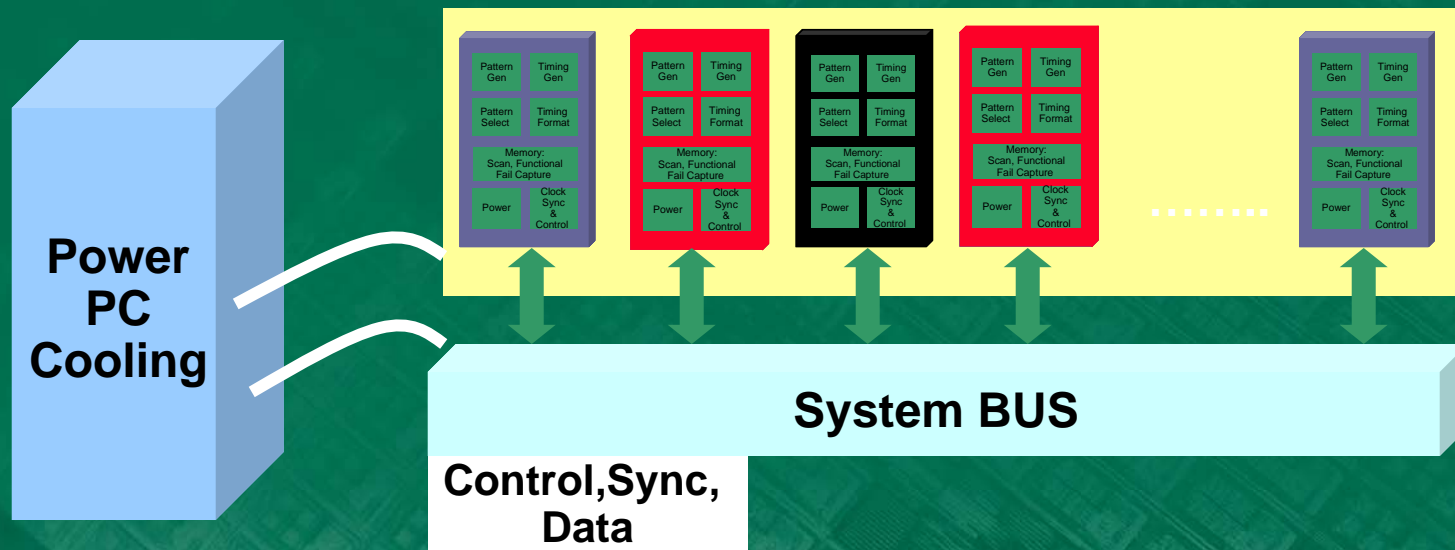 Power
PC
Cooling
Pattern
Gen
Timing
Gen
Pattern
Select
Timing
Format
Memory:
Scan, Functional
Fail Capture
Power
Clock
Sync
&
Control
Pattern
Gen
Timing
Gen
Pattern
Select
Timing
Format
Memory:
Scan, Functional
Fail Capture
Power
Clock
Sync
&
Control
Pattern
Gen
Timing
Gen
Pattern
Select
Timing
Format
Memory:
Scan, Functional
Fail Capture
Power
Clock
Sync
&
Control
Pattern
Gen
Timing
Gen
Pattern
Select
Timing
Format
Memory:
Scan, Functional
Fail Capture
Power
Clock
Sync
&
Control
........
Pattern
Gen
Timing
Gen
Pattern
Select
Timing
Format
Memory:
Scan, Functional
Fail Capture
Power
Clock
Sync
&
Control
System BUS
Control,Sync,
Data